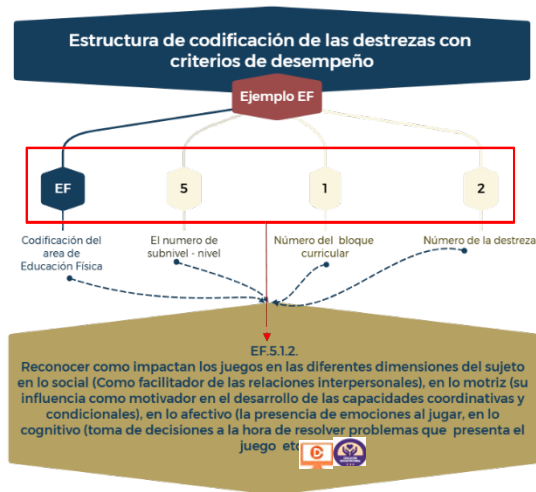 Estructura de codificación de las destrezas con
criterios de desempeño
Ejemplo EF
EF
5
1
2
Codificación del
area de
Educación Física
El numero de
subnivel - nivel
Número del bloque
curricular
Número de la destreza
EF.5.1.2.
Reconocer como impactan los juegos en las diferentes dimensiones del sujeto
en lo social (Como facilitador de las relaciones interpersonales), en lo motriz (su
influencia como motivador en el desarrollo de las capacidades coordinativas y
condicionales), en lo afectivo (la presencia de emociones al jugar, en lo
cognitivo (toma de decisiones a la hora de resolver problemas que presenta el
juego etc